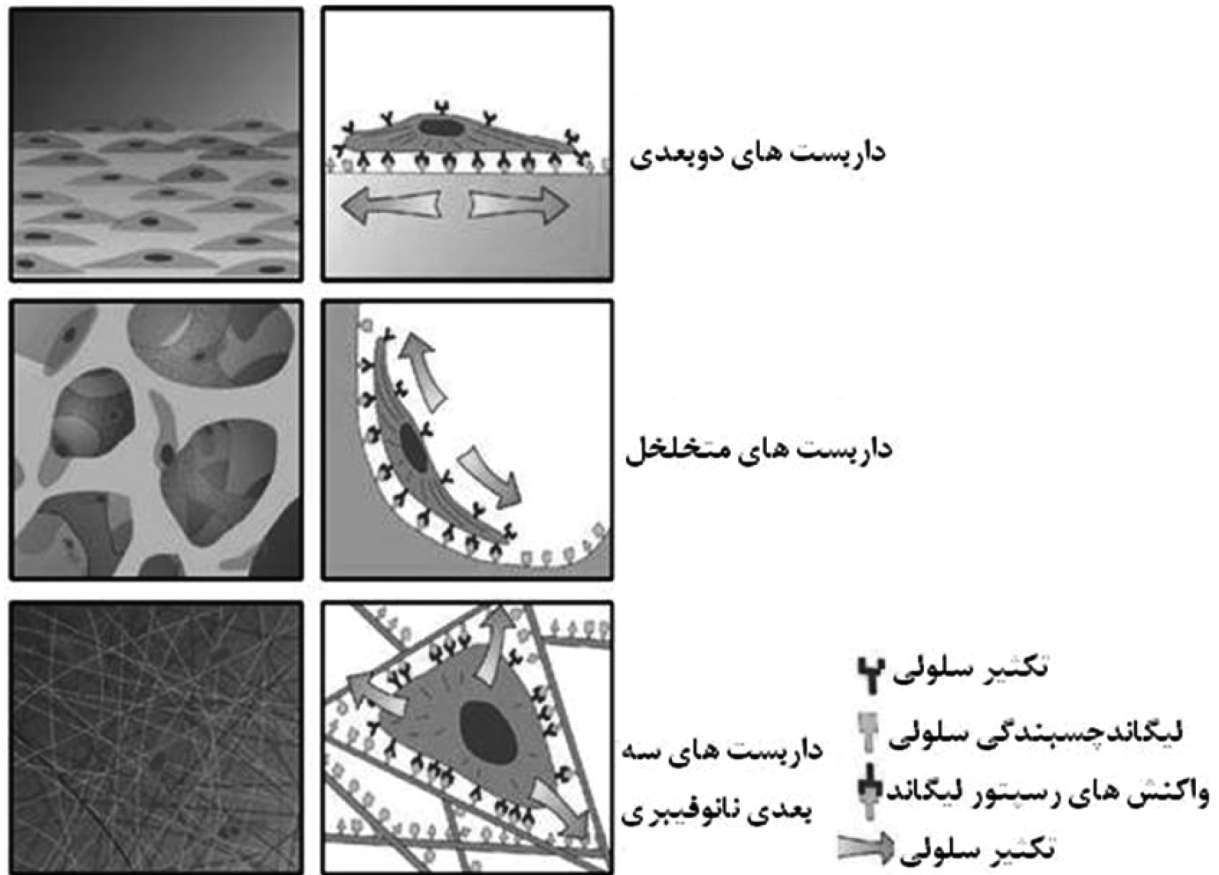 داربست های دوبعدی
داربست های متخلخل
داربست های سه
بعدی نانوفیبری
تکثیر سلولی
لیگاندچسبندگی سلولی
واکنش های رسپتور لیگاند
تکثیر سلولی